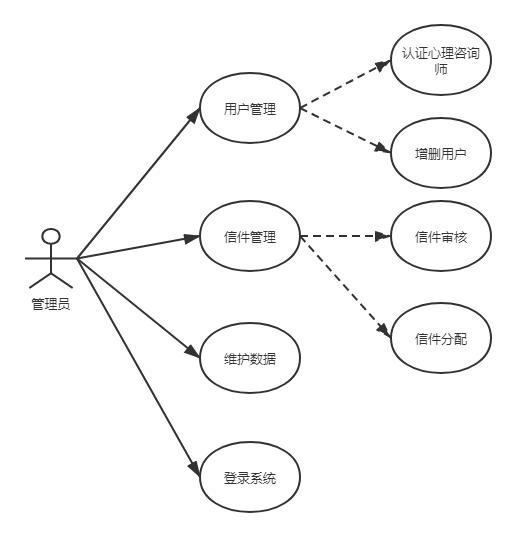 认证心理咨询
师
用户管理
增删用户
信件管理
信件审核
管理员
信件分配
维护数据
登录系统